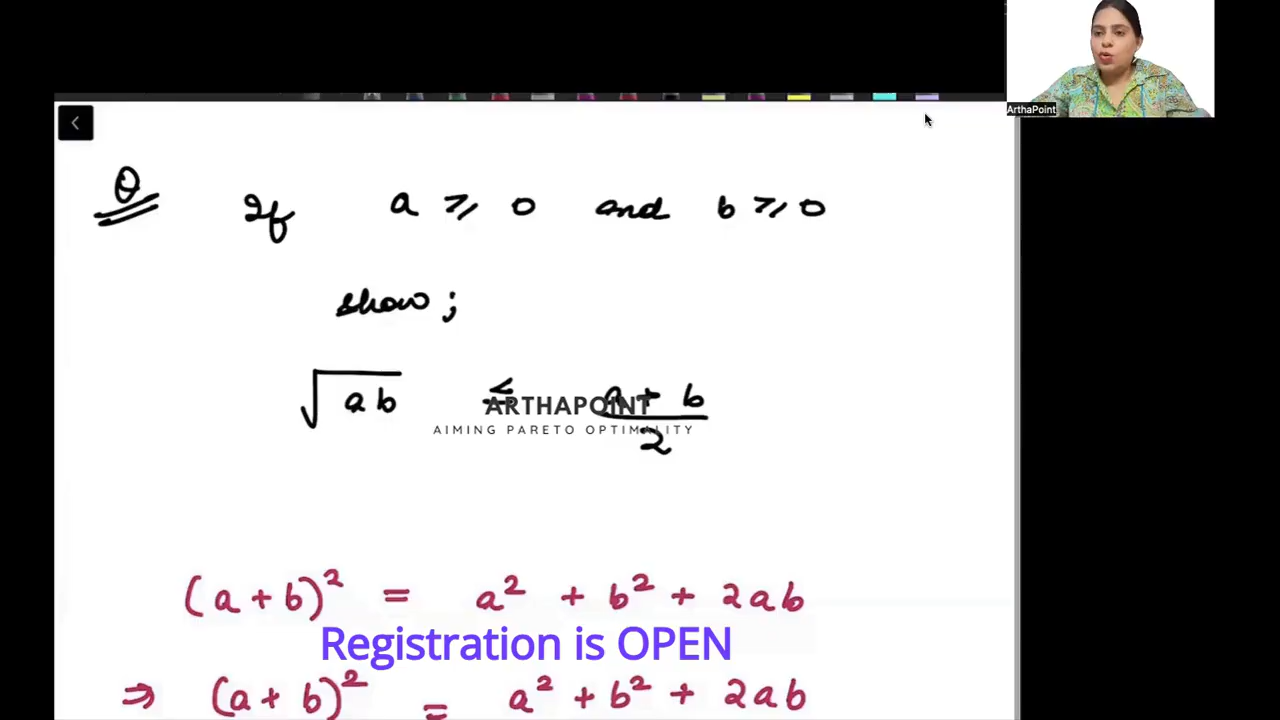 ArthaPoint
Q If a ≥ 0 and b ≥ 0
show ;
√ab ≤ a + b / 2
ARTHAPOINT
AIMING PARETO OPTIMALITY
(a + b)² = a² + b² + 2ab
Registration is OPEN
⇒ (a + b)² = a² + b² + 2ab